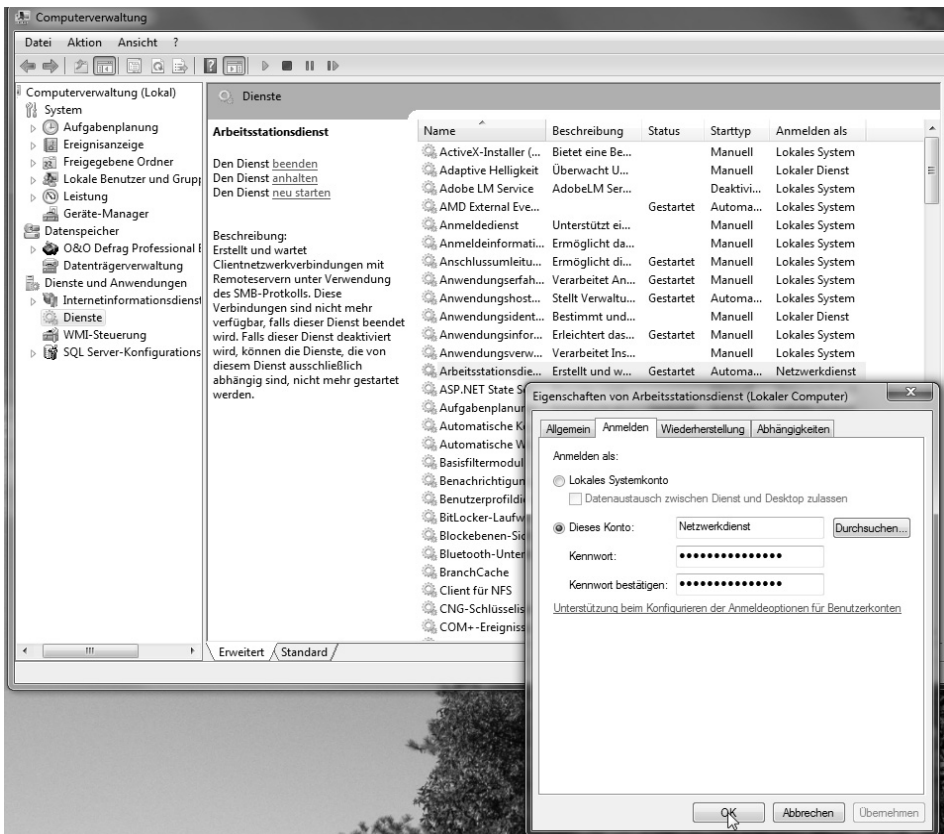 Computerverwaltung
Datei Aktion Ansicht ?
Computerverwaltung (Lokal)
System
Aufgabenplanung
Ereignisanzeige
Freigegebene Ordner
Lokale Benutzer und Grupp
Leistung
Geräte-Manager
Datenspeicher
O&O Defrag Professional E
Datenträgerverwaltung
Dienste und Anwendungen
Internetinformationsdienst
Dienste
WMI-Steuerung
SQL Server-Konfigurations
Dienste
Arbeitsstationsdienst
Den Dienst beenden
Den Dienst anhalten
Den Dienst neu starten
Beschreibung:
Erstellt und wartet
Clientnetzwerkverbindungen mit
Remoteservern unter Verwendung
des SMB-Protkolls. Diese
Verbindungen sind nicht mehr
verfügbar, falls dieser Dienst beendet
wird. Falls dieser Dienst deaktiviert
wird, können die Dienste, die von
diesem Dienst ausschließlich
abhängig sind, nicht mehr gestartet
werden.
Name Beschreibung Status Starttyp Anmelden als
ActiveX-Installer (... Bietet eine Be... Manuell Lokales System
Adaptive Helligkeit Überwacht U... Manuell Lokaler Dienst
Adobe LM Service AdobeLM Ser... Deaktivi... Lokales System
AMD External Eve... Gestartet Automa... Lokales System
Anmeldedienst Unterstützt ei... Manuell Lokales System
Anmeldeinformati... Ermöglicht da... Manuell Lokales System
Anschlussumleitu... Ermöglicht di... Gestartet Manuell Lokales System
Anwendungserfah... Verarbeitet An... Gestartet Manuell Lokales System
Anwendungshost... Stellt Verwaltu... Gestartet Automa... Lokales System
Anwendungsident... Bestimmt und... Manuell Lokaler Dienst
Anwendungsinfor... Erleichtert das... Gestartet Manuell Lokales System
Anwendungsverw... Verarbeitet Ins... Manuell Lokales System
Arbeitsstationsdie... Erstellt und w... Gestartet Automa... Netzwerkdienst
ASP.NET State S
Aufgabenplanur
Automatische K
Automatische W
Basisfiltermodul
Benachrichtigun
Benutzerprofildi
BitLocker-Laufw
Blockebenen-Sic
Bluetooth-Unter
BranchCache
Client für NFS
CNG-Schlüsselis
COM+-Ereigniss
Erweitert Standard
Eigenschaften von Arbeitsstationsdienst (Lokaler Computer)
Allgemein Anmelden Wiederherstellung Abhängigkeiten
Anmelden als:
Lokales Systemkonto
Datenaustausch zwischen Dienst und Desktop zulassen
Dieses Konto: Netzwerkdienst Durchsuchen...
Kennwort: •••••••••••••••
Kennwort bestätigen: •••••••••••••••
Unterstützung beim Konfigurieren der Anmeldeoptionen für Benutzerkonten
OK Abbrechen Übernehmen